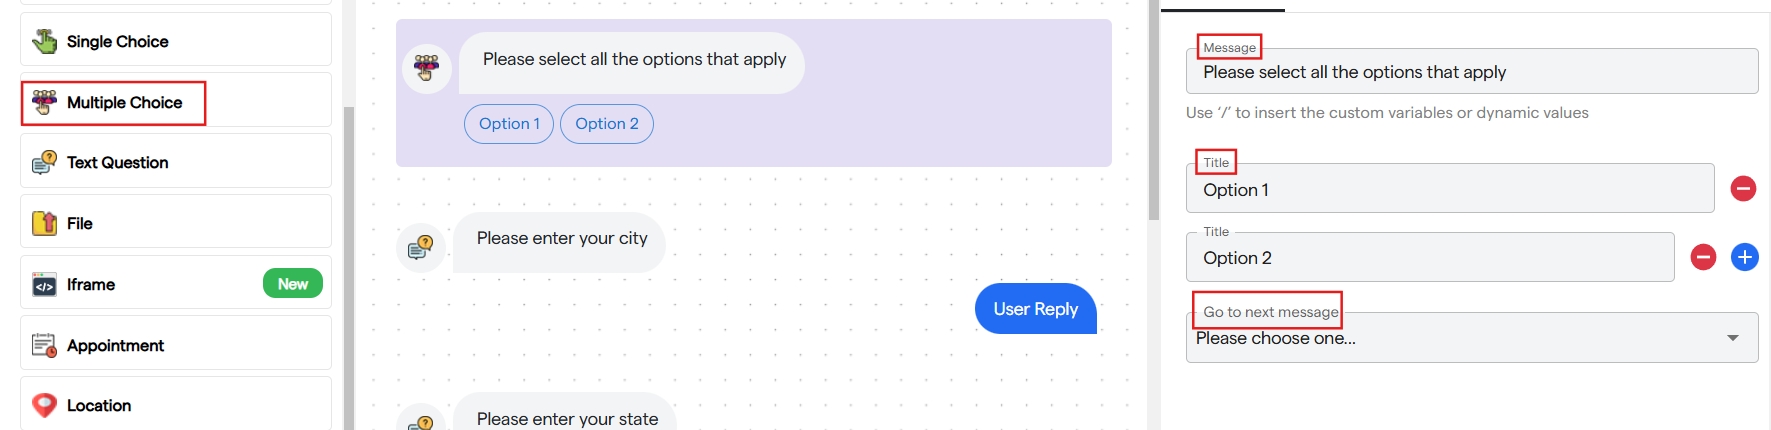 Single Choice
Multiple Choice
Text Question
File
Iframe
New
Appointment
Location
Please select all the options that apply
Option 1
Option 2
Please enter your city
User Reply
Please enter your state
Message
Please select all the options that apply
Use ‘/’ to insert the custom variables or dynamic values
Title
Option 1
Title
Option 2
Go to next message
Please choose one...